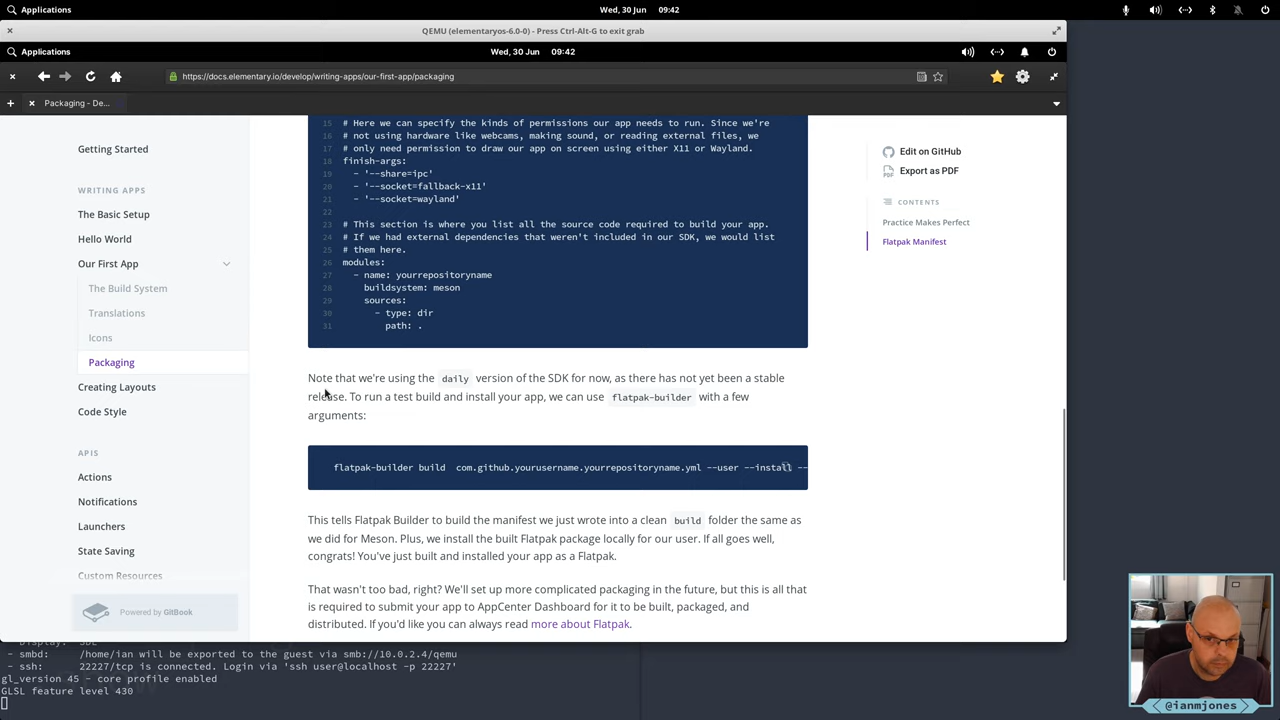 Applications
Wed, 30 Jun 09:42
QEMU (elementaryos-6.0-0) - Press Ctrl-Alt-G to exit grab
Applications
Wed, 30 Jun 09:42
https://docs.elementary.io/develop/writing-apps/our-first-app/packaging
Packaging - De...
Getting Started
WRITING APPS
The Basic Setup
Hello World
Our First App
The Build System
Translations
Icons
Packaging
Creating Layouts
Code Style
APIS
Actions
Notifications
Launchers
State Saving
Custom Resources
Powered by GitBook
15 # Here we can specify the kinds of permissions our app needs to run. Since we're
16 # not using hardware like webcams, making sound, or reading external files, we
17 # only need permission to draw our app on screen using either X11 or Wayland.
18 finish-args:
19 - '--share=ipc'
20 - '--socket=fallback-x11'
21 - '--socket=wayland'
22
23 # This section is where you list all the source code required to build your app.
24 # If we had external dependencies that weren't included in our SDK, we would list
25 # them here.
26 modules:
27 - name: yourrepositoryname
28 buildsystem: meson
29 sources:
30 - type: dir
31 path: .
Note that we're using the daily version of the SDK for now, as there has not yet been a stable
release. To run a test build and install your app, we can use flatpak-builder with a few
arguments:
flatpak-builder build com.github.yourusername.yourrepositoryname.yml --user --install --
This tells Flatpak Builder to build the manifest we just wrote into a clean build folder the same as
we did for Meson. Plus, we install the built Flatpak package locally for our user. If all goes well,
congrats! You've just built and installed your app as a Flatpak.
That wasn't too bad, right? We'll set up more complicated packaging in the future, but this is all that
is required to submit your app to AppCenter Dashboard for it to be built, packaged, and
distributed. If you'd like you can always read more about Flatpak.
Edit on GitHub
Export as PDF
CONTENTS
Practice Makes Perfect
Flatpak Manifest
- Display: SDL
- smbd: /home/ian will be exported to the guest via smb://10.0.2.4/qemu
- ssh: 22227/tcp is connected. Login via 'ssh user@localhost -p 22227'
gl_version 45 - core profile enabled
GLSL feature level 430
@ianmjones